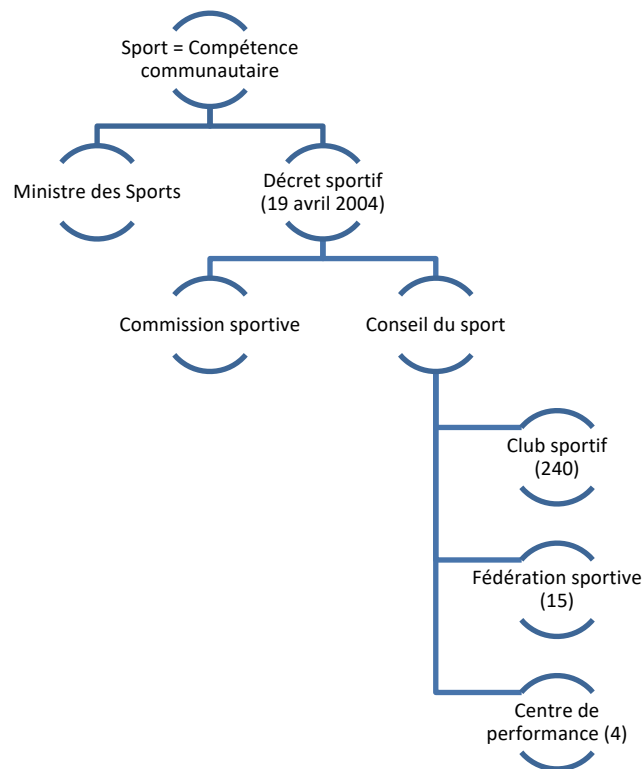 Sport = Compétence
communautaire
Ministre des Sports
Décret sportif
(19 avril 2004)
Commission sportive
Conseil du sport
Club sportif
(240)
Fédération sportive
(15)
Centre de
performance (4)